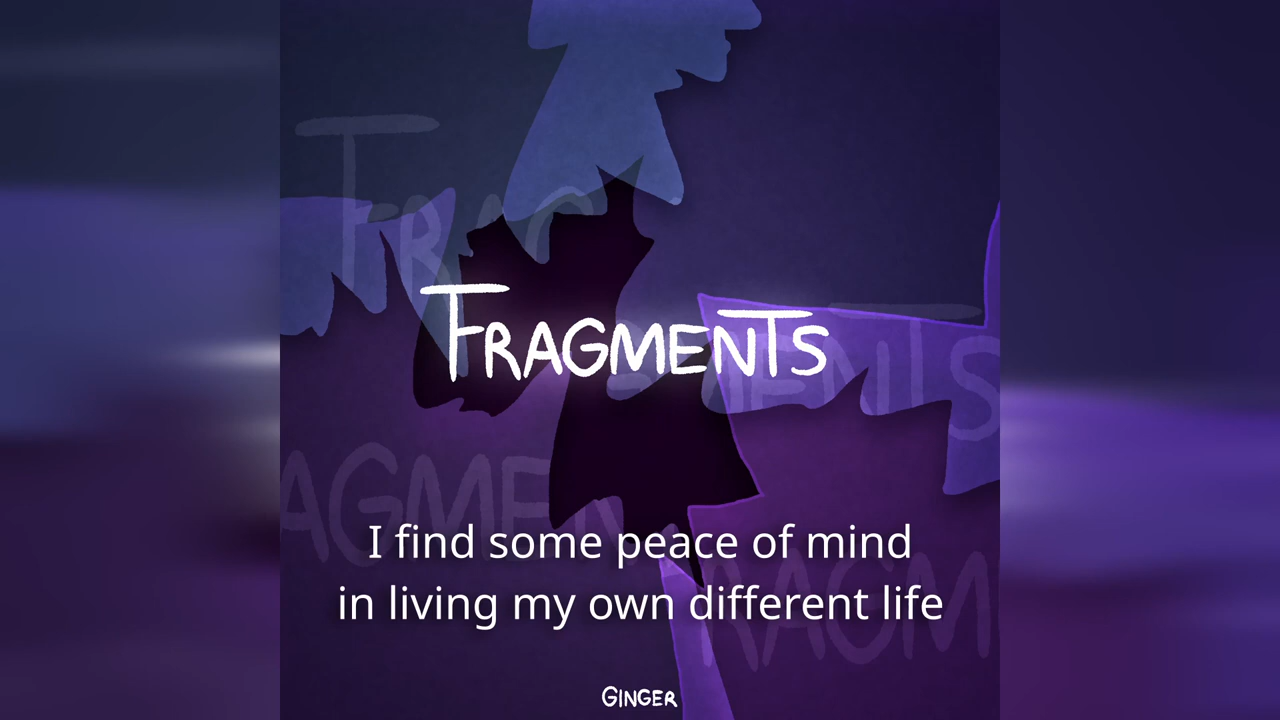 FRAGMENTS
I find some peace of mind
in living my own different life
GINGER